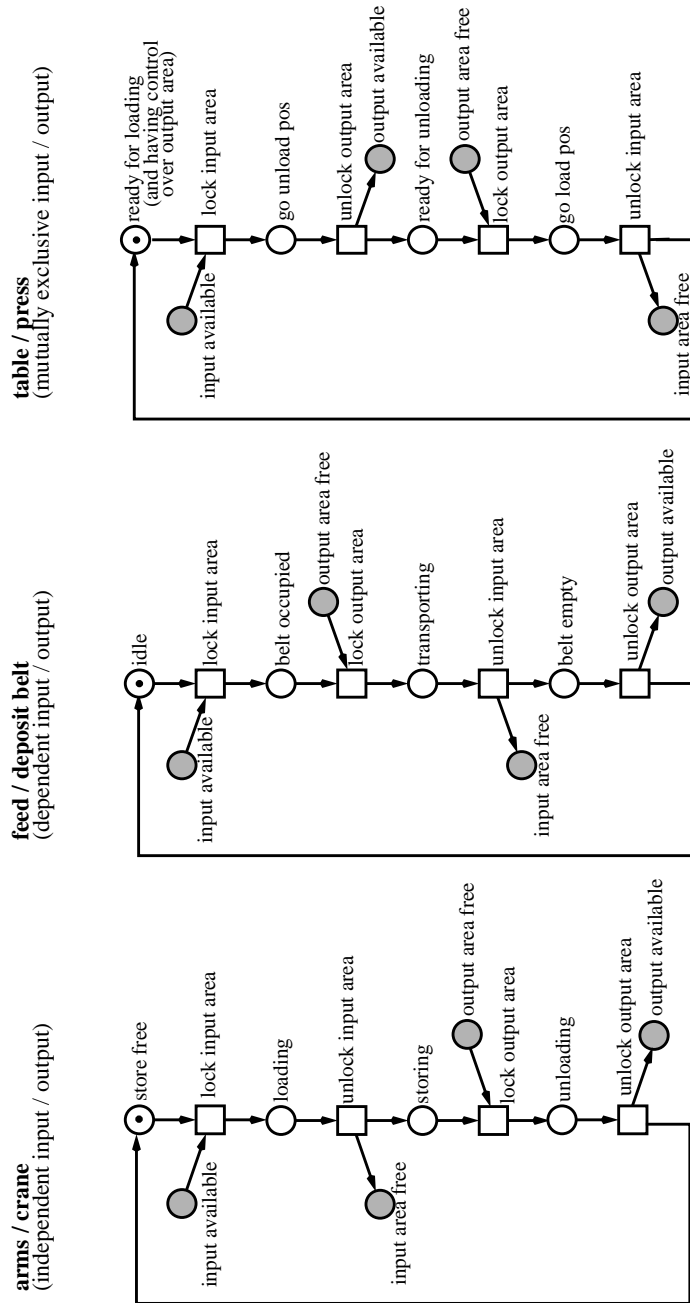 arms / crane
(independent input / output)
store free
lock input area
input available
loading
unlock input area
input area free
storing
output area free
lock output area
unloading
unlock output area
output available
feed / deposit belt
(dependent input / output)
idle
lock input area
input available
belt occupied
output area free
lock output area
transporting
unlock input area
input area free
belt empty
unlock output area
output available
table / press
(mutually exclusive input / output)
ready for loading
(and having control
over output area)
lock input area
input available
go unload pos
unlock output area
output available
ready for unloading
output area free
lock output area
go load pos
unlock input area
input area free